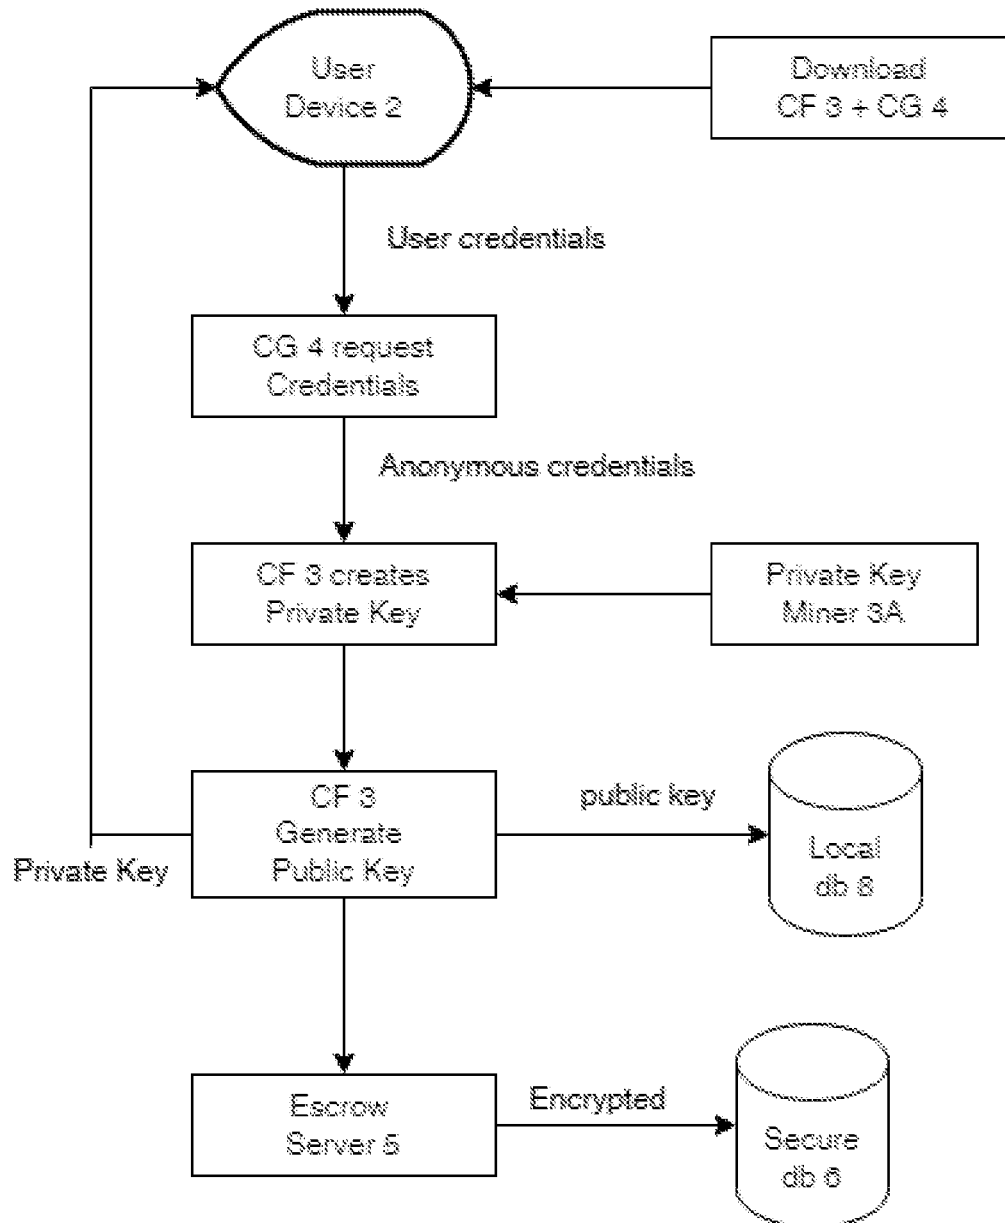 User
Device 2
Download
CF 3 + CG 4
User credentials
CG 4 request
Credentials
Anonymous credentials
CF 3 creates
Private Key
Private Key
Miner 3A
CF 3
Generate
Public Key
public key
Local
db 8
Private Key
Escrow
Server 5
Encrypted
Secure
db 6